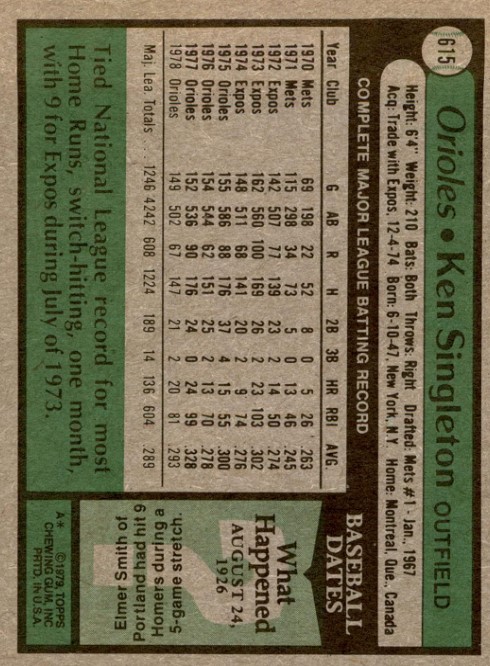 615
Orioles • Ken Singleton OUTFIELD
Height: 6'4" Weight: 210 Bats: Both Throws: Right Drafted: Mets #1 - Jan., 1967
Acq: Trade with Expos, 12-4-74 Born: 6-10-47, New York, N.Y. Home: Montreal, Que., Canada
COMPLETE MAJOR LEAGUE BATTING RECORD
Year Club G AB R H 2B 3B HR RBI AVG.
1970 Mets 69 198 22 52 8 0 5 26 .263
1971 Mets 115 298 34 73 5 0 13 46 .245
1972 Expos 142 507 77 139 23 2 14 50 .274
1973 Expos 162 560 100 169 26 2 23 103 .302
1974 Expos 148 511 68 141 20 2 9 74 .276
1975 Orioles 155 586 88 176 37 4 15 55 .300
1976 Orioles 154 544 62 151 25 2 13 70 .278
1977 Orioles 152 536 90 176 24 0 24 99 .328
1978 Orioles 149 502 67 147 21 2 20 81 .293
Maj. Lea. Totals 1246 4242 608 1224 189 14 136 604 .289
Tied National League record for most
Home Runs, switch-hitting, one month,
with 9 for Expos during July of 1973.
BASEBALL
DATES
What
Happened
AUGUST 24,
1926
Elmer Smith of
Portland had hit 9
Homers during a
5-game stretch.
A* ©1979 TOPPS
CHEWING GUM, INC
PRTD. IN U.S.A.